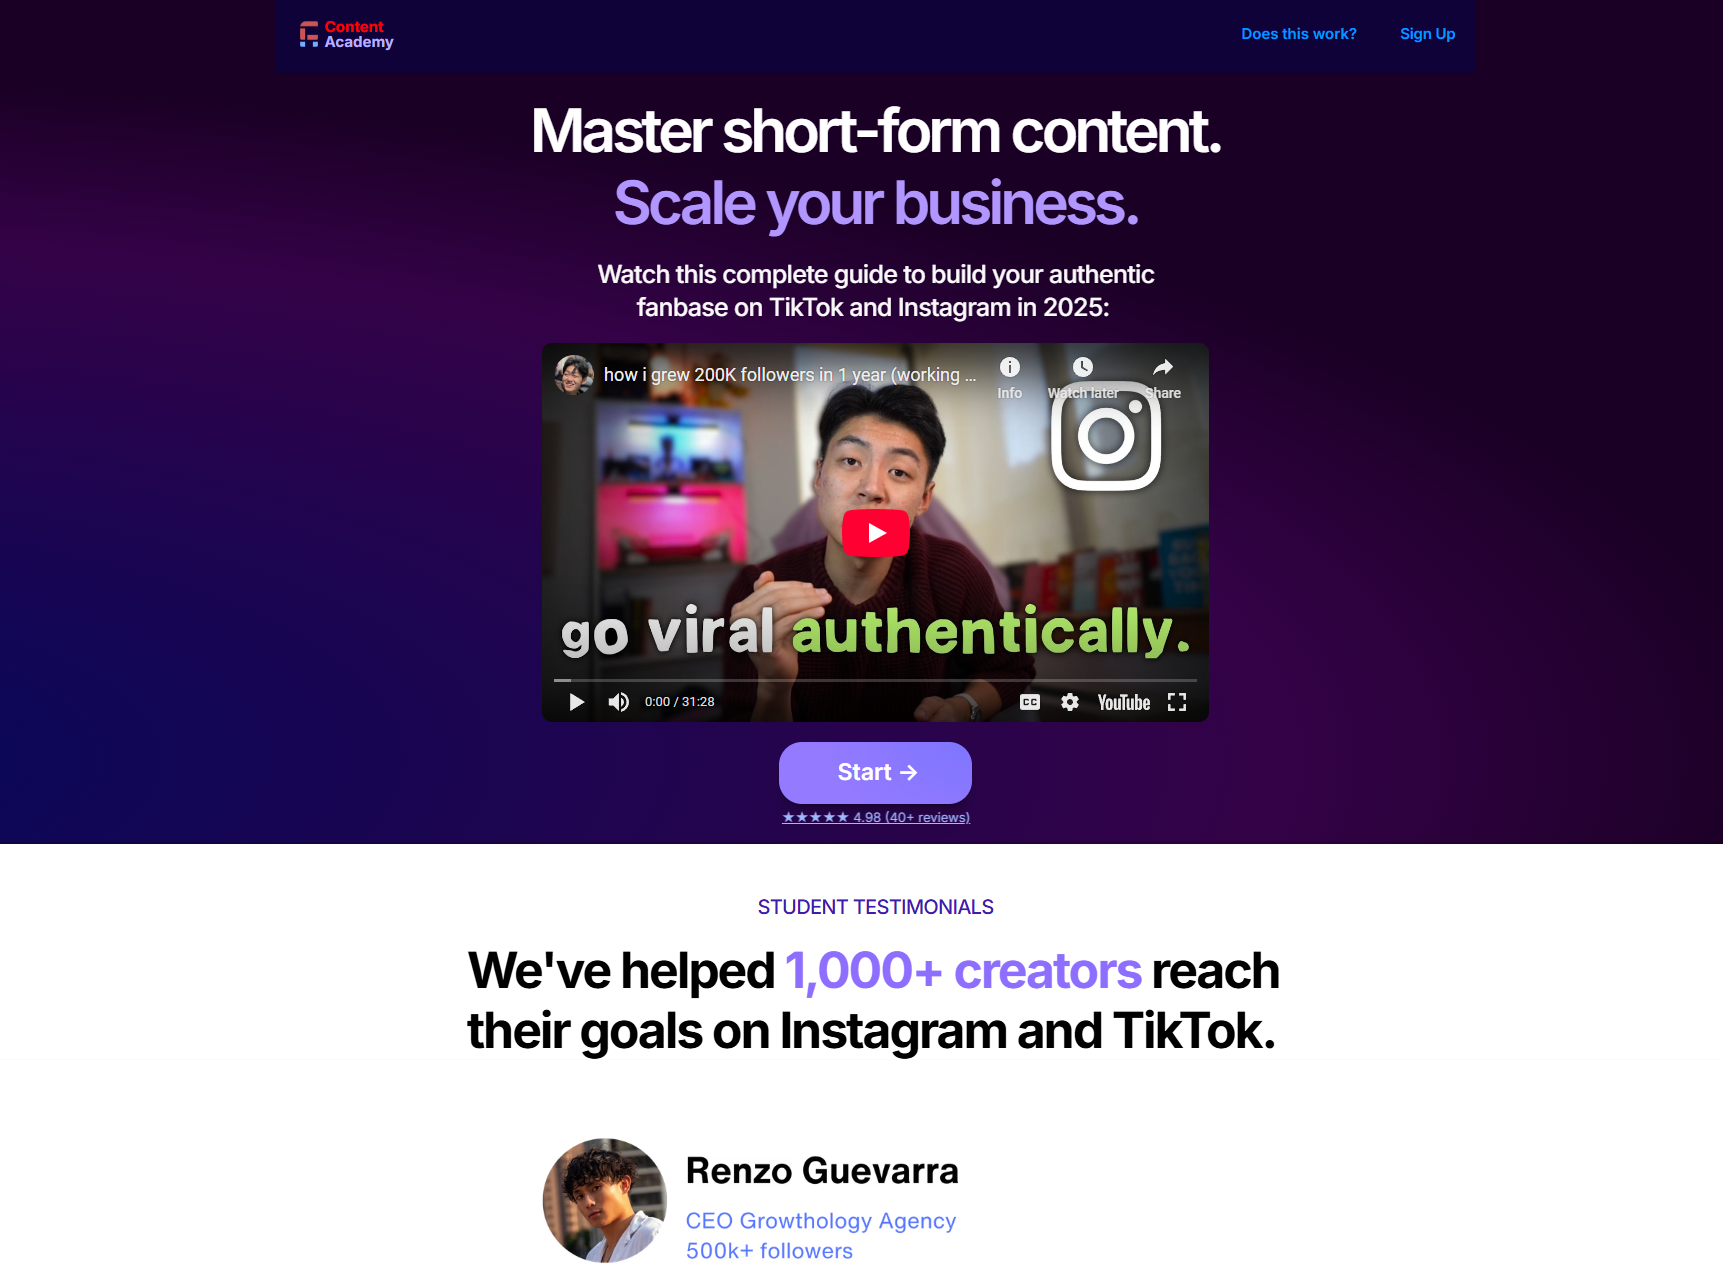 Content
Academy
Does this work?
Sign Up
Master short-form content.
Scale your business.
Watch this complete guide to build your authentic
fanbase on TikTok and Instagram in 2025:
how i grew 200K followers in 1 year (working ...
Info
Watch later
Share
go viral authentically.
0:00 / 31:28
CC
YouTube
Start →
★★★★★ 4.98 (40+ reviews)
STUDENT TESTIMONIALS
We've helped 1,000+ creators reach
their goals on Instagram and TikTok.
Renzo Guevarra
CEO Growthology Agency
500k+ followers